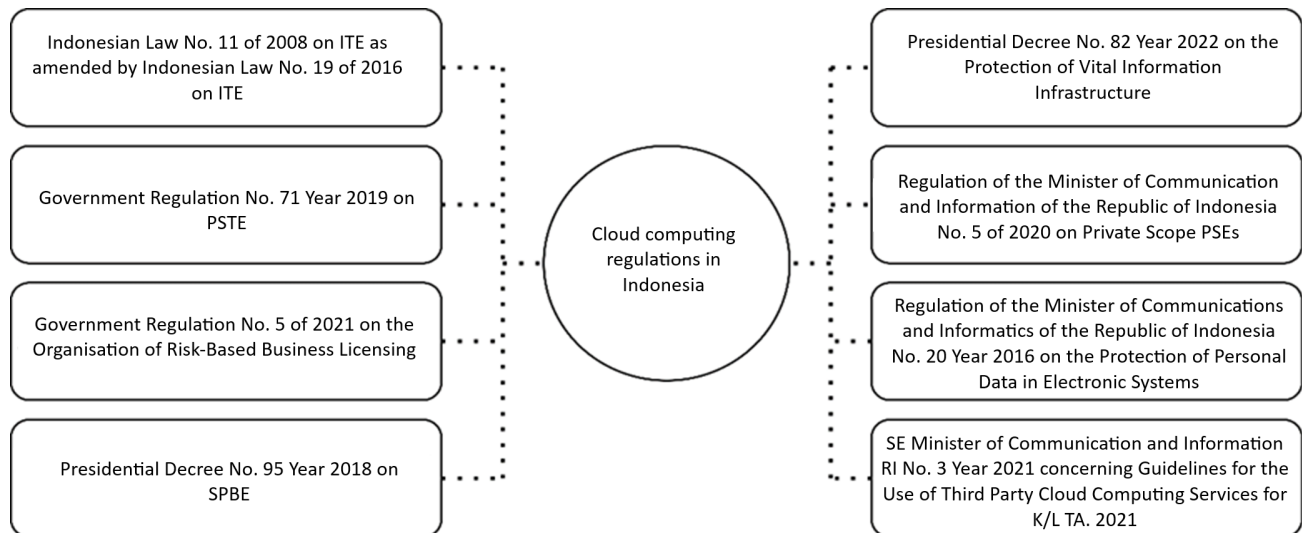 Indonesian Law No. 11 of 2008 on ITE as
amended by Indonesian Law No. 19 of 2016
on ITE
Government Regulation No. 71 Year 2019 on
PSTE
Government Regulation No. 5 of 2021 on the
Organisation of Risk-Based Business Licensing
Presidential Decree No. 95 Year 2018 on
SPBE
Cloud computing
regulations in
Indonesia
Presidential Decree No. 82 Year 2022 on the
Protection of Vital Information
Infrastructure
Regulation of the Minister of Communication
and Information of the Republic of Indonesia
No. 5 of 2020 on Private Scope PSEs
Regulation of the Minister of Communications
and Informatics of the Republic of Indonesia
No. 20 Year 2016 on the Protection of Personal
Data in Electronic Systems
SE Minister of Communication and Information
RI No. 3 Year 2021 concerning Guidelines for the
Use of Third Party Cloud Computing Services for
K/L TA. 2021